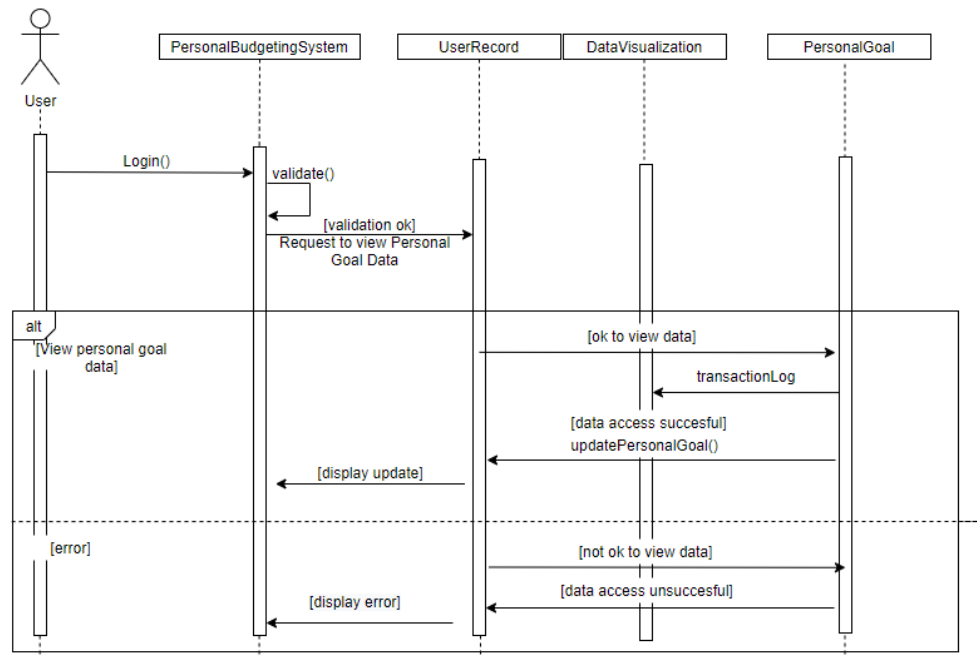 PersonalBudgetingSystem
UserRecord
DataVisualization
PersonalGoal
User
Login()
validate()
[validation ok]
Request to view Personal
Goal Data
alt
[View personal goal
data]
[ok to view data]
transactionLog
[data access succesful]
updatePersonalGoal()
[display update]
[error]
[not ok to view data]
[data access unsuccesful]
[display error]